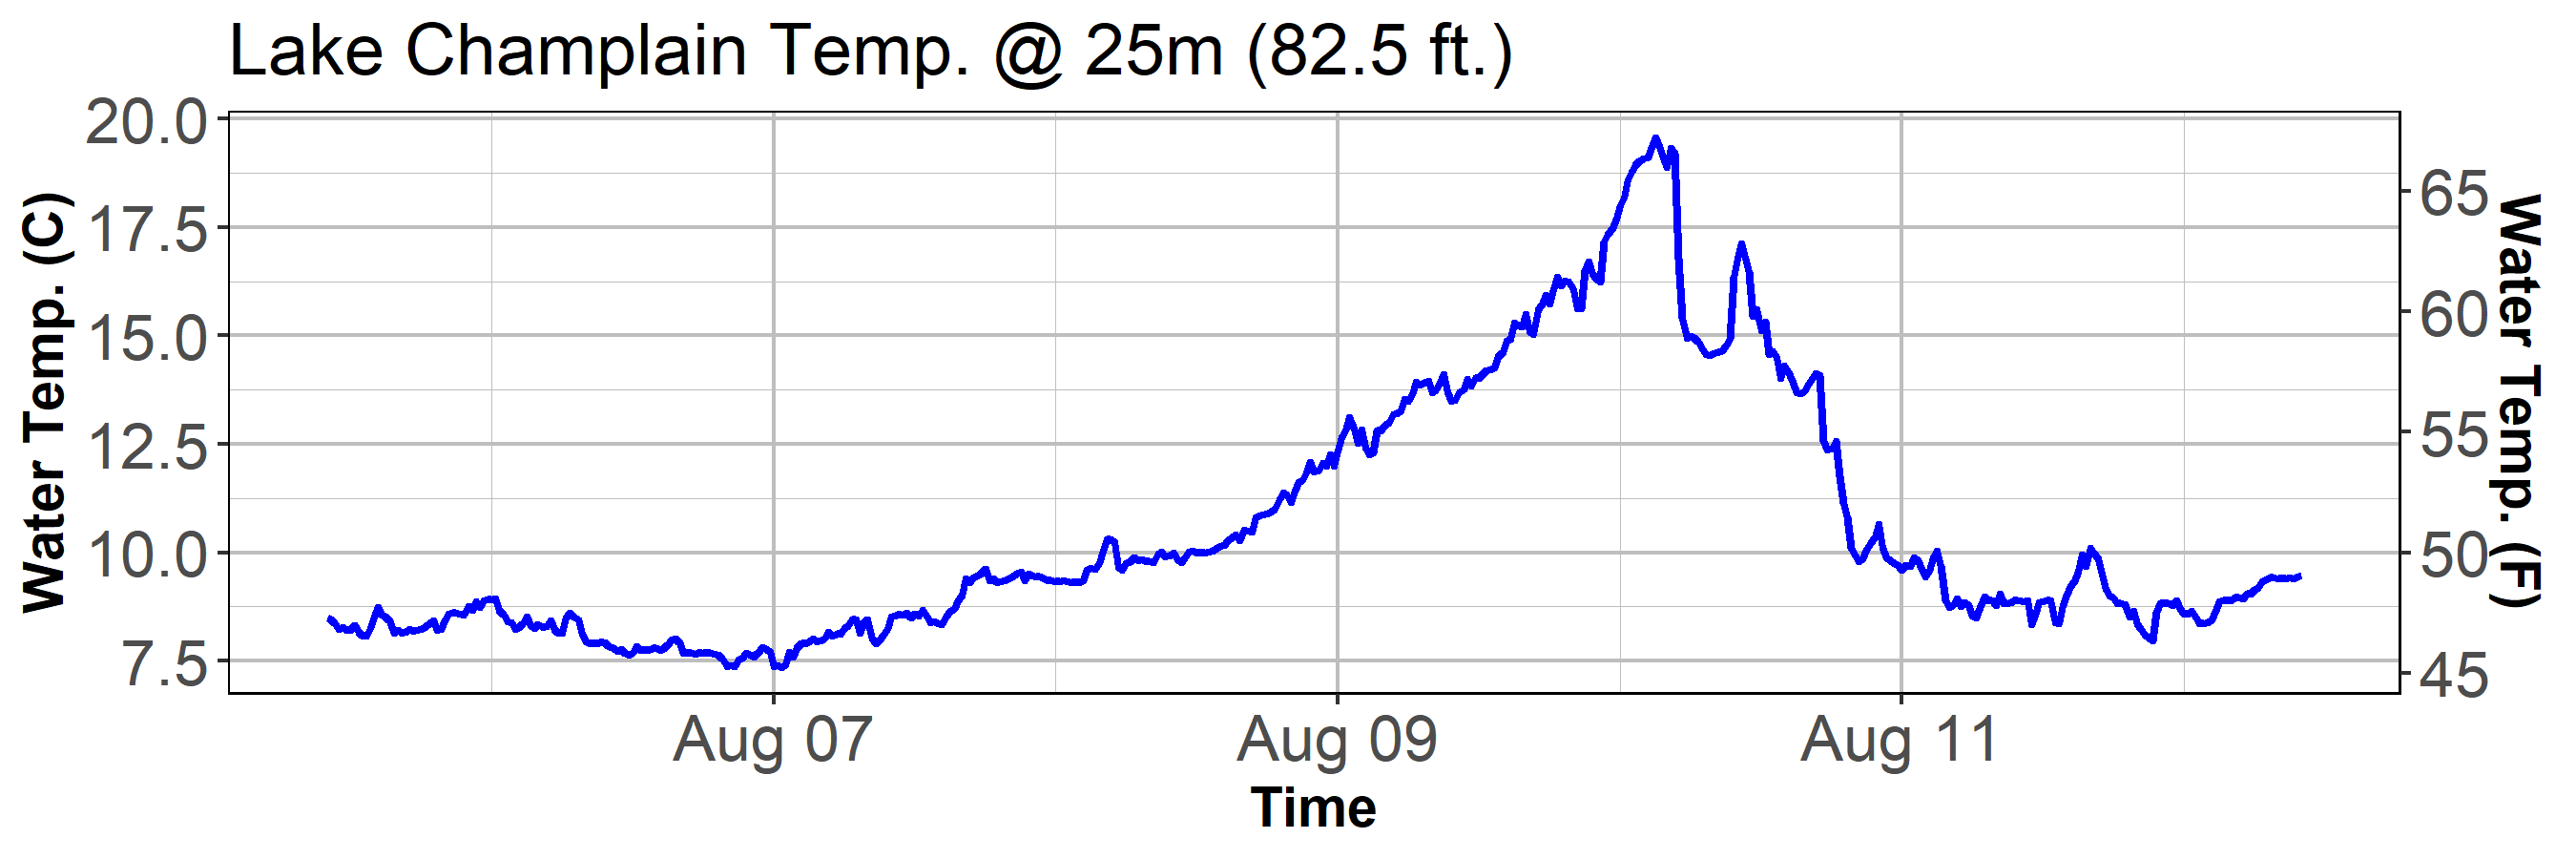 Lake Champlain Temp. @ 25m (82.5 ft.)
Water Temp. (C)
20.0
17.5
15.0
12.5
10.0
7.5
65
60
55
50
45
Water Temp. (F)
Aug 07 Aug 09 Aug 11
Time